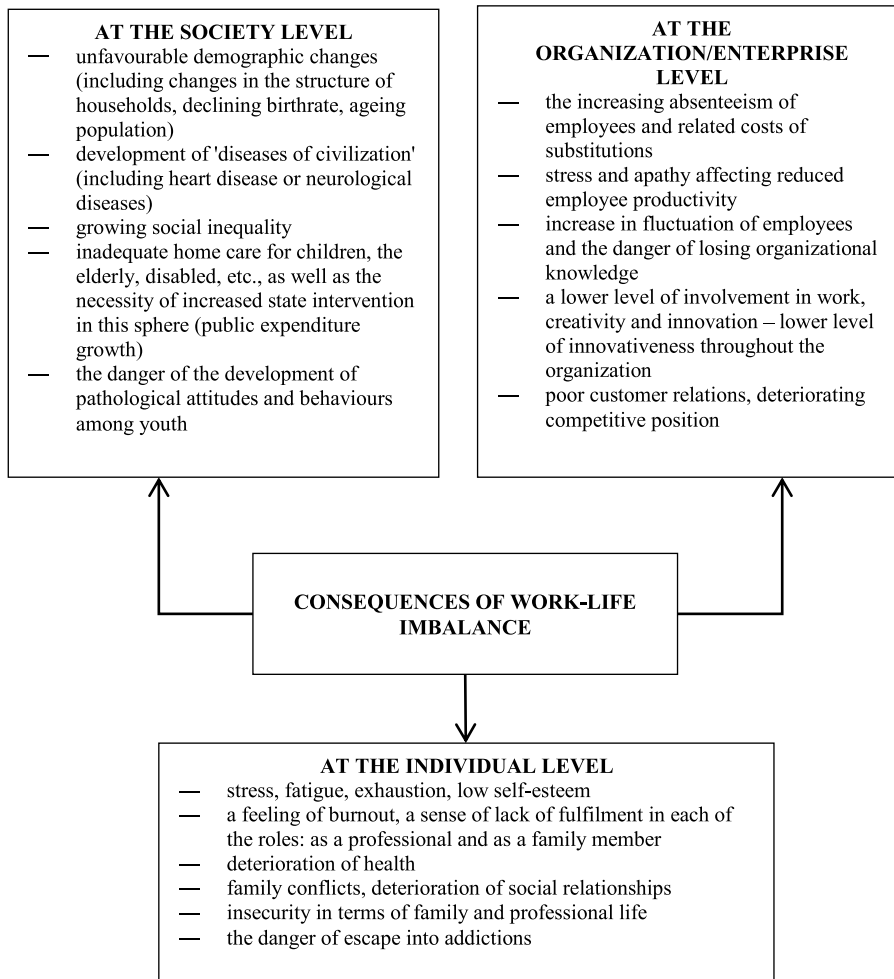 AT THE SOCIETY LEVEL
— unfavourable demographic changes
(including changes in the structure of
households, declining birthrate, ageing
population)
— development of 'diseases of civilization'
(including heart disease or neurological
diseases)
— growing social inequality
— inadequate home care for children, the
elderly, disabled, etc., as well as the
necessity of increased state intervention
in this sphere (public expenditure
growth)
— the danger of the development of
pathological attitudes and behaviours
among youth
AT THE
ORGANIZATION/ENTERPRISE
LEVEL
— the increasing absenteeism of
employees and related costs of
substitutions
— stress and apathy affecting reduced
employee productivity
— increase in fluctuation of employees
and the danger of losing organizational
knowledge
— a lower level of involvement in work,
creativity and innovation – lower level
of innovativeness throughout the
organization
— poor customer relations, deteriorating
competitive position
CONSEQUENCES OF WORK-LIFE
IMBALANCE
AT THE INDIVIDUAL LEVEL
— stress, fatigue, exhaustion, low self-esteem
— a feeling of burnout, a sense of lack of fulfilment in each of
the roles: as a professional and as a family member
— deterioration of health
— family conflicts, deterioration of social relationships
— insecurity in terms of family and professional life
— the danger of escape into addictions